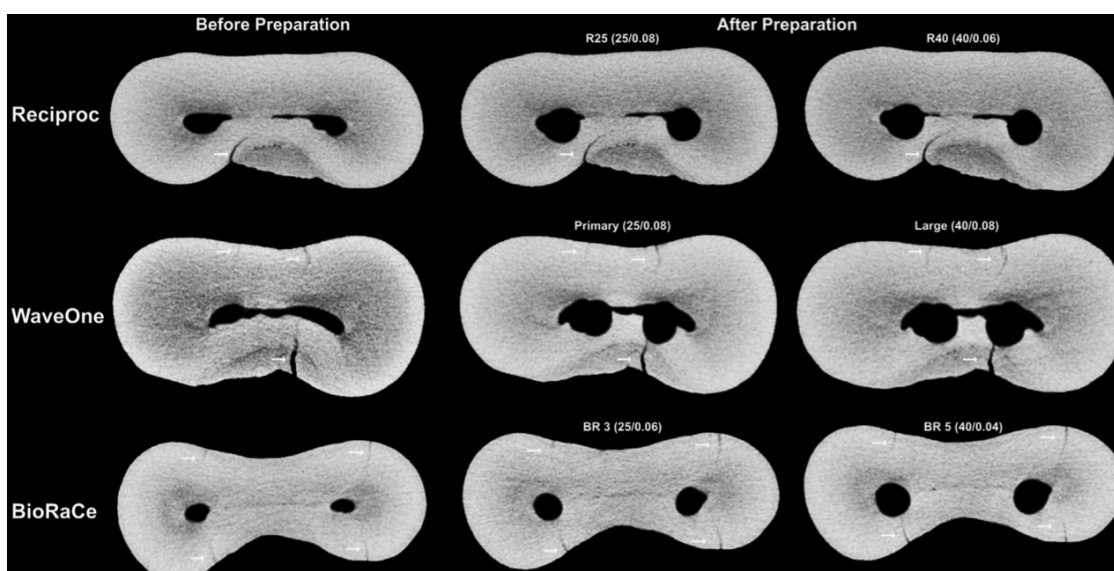 Before Preparation
After Preparation
R25 (25/0.08)
R40 (40/0.06)
Reciproc
Primary (25/0.08)
Large (40/0.08)
WaveOne
BR 3 (25/0.06)
BR 5 (40/0.04)
BioRaCe